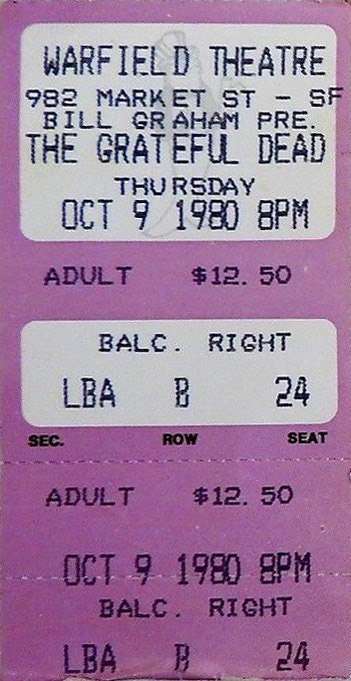 WARFIELD THEATRE
982 MARKET ST - SF
BILL GRAHAM PRE.
THE GRATEFUL DEAD
THURSDAY
OCT 9 1980 8PM
ADULT $12.50
BALC. RIGHT
LBA B 24
SEC. ROW SEAT
ADULT $12.50
OCT 9 1980 8PM
BALC. RIGHT
LBA B 24